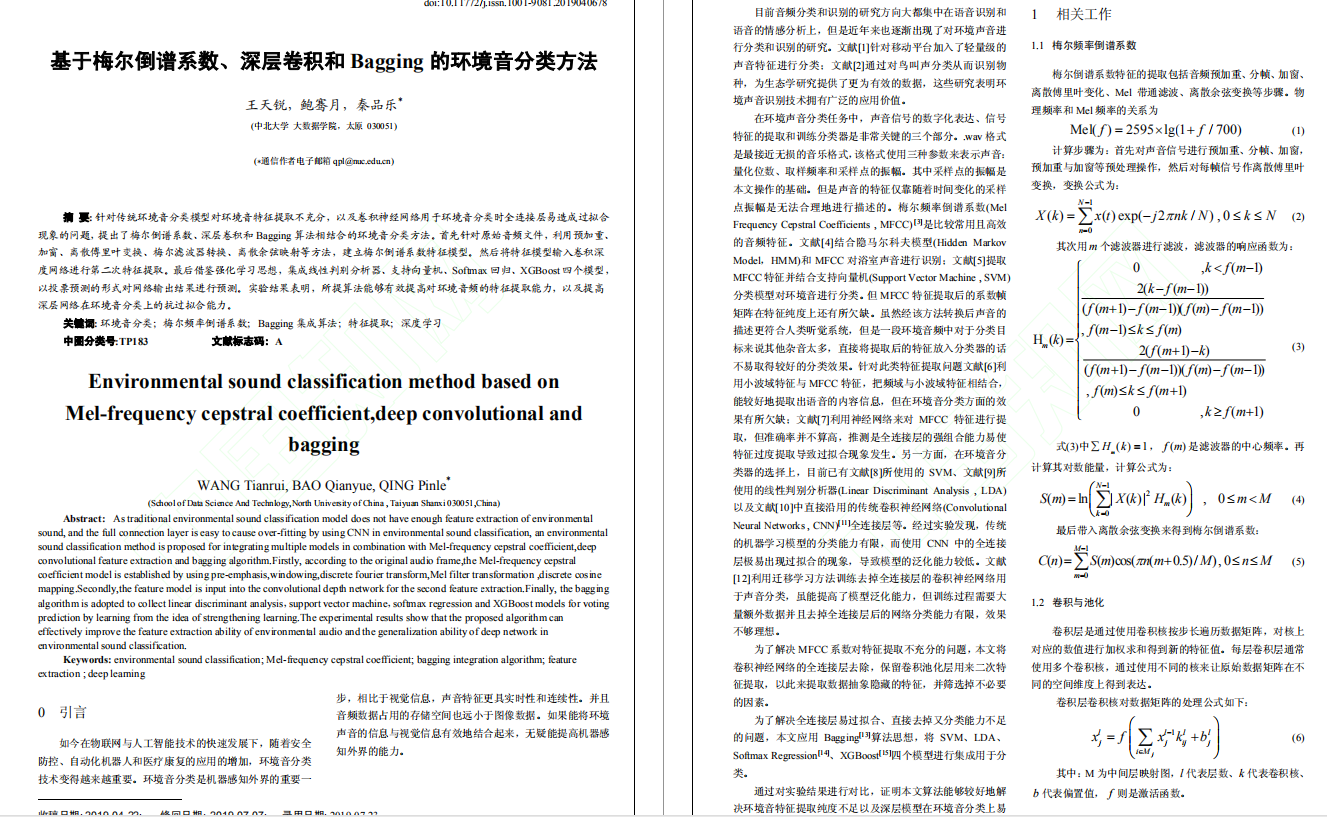 doi:10.11772/j.issn.1001-9081.2019040678
基于梅尔倒谱系数、深层卷积和 Bagging 的环境音分类方法
王天锐，鲍骞月，秦品乐*
(中北大学 大数据学院，太原 030051)
(*通信作者电子邮箱 qpl@nuc.edu.cn)
摘 要: 针对传统环境音分类模型对环境音特征提取不充分，以及卷积神经网络用于环境音分类时全连接层易造成过拟合
现象的问题，提出了梅尔倒谱系数、深层卷积和 Bagging 算法相结合的环境音分类方法。首先针对原始音频文件，利用预加重、
加窗、离散傅里叶变换、梅尔滤波器转换、离散余弦映射等方法，建立梅尔倒谱系数特征模型。然后将特征模型输入卷积深
度网络进行第二次特征提取。最后借鉴强化学习思想，集成线性判别分析器、支持向量机、Softmax 回归、XGBoost 四个模型，
以投票预测的形式对网络输出结果进行预测。实验结果表明，所提算法能够有效提高对环境音频的特征提取能力，以及提高
深层网络在环境音分类上的抗过拟合能力。
关键词: 环境音分类；梅尔频率倒谱系数；Bagging 集成算法；特征提取；深度学习
中图分类号:TP183 文献标志码： A
Environmental sound classification method based on
Mel-frequency cepstral coefficient,deep convolutional and
bagging
WANG Tianrui, BAO Qianyue, QING Pinle*
(School of Data Science And Technlogy,North University of China , Taiyuan Shanxi 030051,China)
Abstract: As traditional environmental sound classification model does not have enough feature extraction of environmental
sound, and the full connection layer is easy to cause over-fitting by using CNN in environmental sound classification, an environmental
sound classification method is proposed for integrating multiple models in combination with Mel-frequency cepstral coefficient,deep
convolutional feature extraction and bagging algorithm.Firstly, according to the original audio frame,the Mel-frequency cepstral
coefficient model is established by using pre-emphasis,windowing,discrete fourier transform,Mel filter transformation ,discrete cosine
mapping.Secondly,the feature model is input into the convolutional depth network for the second feature extraction.Finally, the bagging
algorithm is adopted to collect linear discriminant analysis, support vector machine, softmax regression and XGBoost models for voting
prediction by learning from the idea of strengthening learning.The experimental results show that the proposed algorithm can
effectively improve the feature extraction ability of environmental audio and the generalization ability of deep network in
environmental sound classification.
Keywords: environmental sound classification; Mel-frequency cepstral coefficient; bagging integration algorithm; feature
extraction ; deep learning
0 引言
如今在物联网与人工智能技术的快速发展下，随着安全
防控、自动化机器人和医疗康复的应用的增加，环境音分类
技术变得越来越重要。环境音分类是机器感知外界的重要一
步，相比于视觉信息，声音特征更具实时性和连续性。并且
音频数据占用的存储空间也远小于图像数据。如果能将环境
声音的信息与视觉信息有效地结合起来，无疑能提高机器感
知外界的能力。
收稿日期: 2019-04-22; 修回日期: 2019-07-07; 录用日期: 2019-07-23
目前音频分类和识别的研究方向大都集中在语音识别和
语音的情感分析上，但是近年来也逐渐出现了对环境声音进
行分类和识别的研究。文献[1]针对移动平台加入了轻量级的
声音特征进行分类；文献[2]通过对鸟叫声分类从而识别物
种，为生态学研究提供了更为有效的数据，这些研究表明环
境声音识别技术拥有广泛的应用价值。
在环境音分类任务中，声音信号的数字化表达、信号
特征的提取和训练分类器是非常关键的三个部分。.wav 格式
是最接近无损的音乐格式，该格式使用三种参数来表示声音：
量化位数、取样频率和采样点的振幅。其中采样点的振幅是
本文操作的基础。但是声音的特征仅靠随着时间变化的采样
点振幅是无法合理地进行描述的。梅尔频率倒谱系数(Mel
Frequency Cepstral Coefficients , MFCC)[3]是比较常用且高效
的音频特征。文献[4]结合隐马尔科夫模型(Hidden Markov
Model，HMM)和 MFCC 对浴室声音进行识别；文献[5]提取
MFCC特征并结合支持向量机(Support Vector Machine , SVM)
分类模型对环境音进行分类。但 MFCC 特征提取后的系数帧
矩阵在特征纯度上还有所欠缺。虽然经该方法转换后声音的
描述更符合人类听觉系统，但是一段环境音频中对于分类目
标来说其他杂音太多，直接将提取后的特征放入分类器的话
不易取得较好的分类效果。针对此类特征提取问题文献[6]利
用小波域特征与 MFCC 特征，把频域与小波域特征相结合，
能较好地提取出语音的内容信息，但在环境音分类方面的效
果有所欠缺；文献[7]利用神经网络来对 MFCC 特征进行提
取，但准确率并不算高，推测是全连接层的强组合能力易使
特征过度提取导致过拟合现象发生。另一方面，在环境音分
类器的选择上，目前已有文献[8]所使用的 SVM、文献[9]所
使用的线性判别分析器(Linear Discriminant Analysis , LDA)
以及文献[10]中直接沿用的传统卷积神经网络(Convolutional
Neural Networks , CNN)[11]全连接层等。经过实验发现，传统
的机器学习模型的分类能力有限，而使用 CNN 中的全连接
层极易出现过拟合的现象，导致模型的泛化能力较低。文献
[12]利用迁移学习方法训练去掉全连接层的卷积神经网络用
于声音分类，虽能提高了模型泛化能力，但训练过程需要大
量额外数据并且去掉全连接层后的网络分类能力有限，效果
不够理想。
为了解决 MFCC 系数对特征提取不充分的问题，本文将
卷积神经网络的全连接层去除，保留卷积池化层用来二次特
征提取，以此来提取数据抽象隐藏的特征，并筛选掉不必要
的因素。
为了解决全连接层易过拟合、直接去掉又分类能力不足
的问题，本文应用 Bagging[13]算法思想，将 SVM、LDA、
Softmax Regression[14]、XGBoost[15]四个模型进行集成用于分
类。
通过对实验结果进行对比，证明本文算法能够较好地解
决环境音特征提取纯度不足以及深层模型在环境音分类上易
1 相关工作
1.1 梅尔频率倒谱系数
梅尔倒谱系数特征的提取包括音频预加重、分帧、加窗、
离散傅里叶变化、Mel 带通滤波、离散余弦变换等步骤。物
理频率和 Mel 频率的关系为
Mel(f) = 2595×lg(1+ f / 700) (1)
计算步骤为：首先对声音信号进行预加重、分帧、加窗，
预加重与加窗等预处理操作，然后对每帧信号作离散傅里叶
变换，变换公式为：
X(k) = ∑_{n=0}^{N-1} x(t) exp(−j2πnk / N) , 0 ≤ k ≤ N (2)
其次用 m 个滤波器进行滤波，滤波器的响应函数为：
0 ,k < f(m−1)
2(k − f(m−1))
(f(m+1)− f(m−1))(f(m)− f(m−1))
, f(m−1) ≤ k ≤ f(m)
H_m(k) = (3)
2(f(m+1)−k)
(f(m+1)− f(m−1))(f(m)− f(m−1))
, f(m) ≤ k ≤ f(m+1)
0 ,k ≥ f(m+1)
式(3)中∑H_m(k) = 1， f(m) 是滤波器的中心频率。再
计算其对数能量，计算公式为：
S(m) = ln(∑_{k=0}^{N-1} |X(k)|² H_m(k)) ， 0 ≤ m < M (4)
最后带入离散余弦变换来得到梅尔倒谱系数:
C(n) = ∑_{m=0}^{M-1} S(m)cos(πn(m+0.5)/ M), 0 ≤ n ≤ M (5)
1.2 卷积与池化
卷积层是通过使用卷积核按步长遍历数据矩阵，对核上
对应的数值进行加权求和得到新的特征值。每层卷积层通常
使用多个卷积核，通过使用不同的核来让原始数据矩阵在不
同的空间维度上得到表达。
卷积层卷积核对数据矩阵的处理公式如下:
x_j^l = f(∑_{i∈M_j} x_j^{l-1} k_ij^l + b_j^l) (6)
其中: M 为中间层映射图，l 代表层数、k 代表卷积核、
b 代表偏置值， f 则是激活函数。